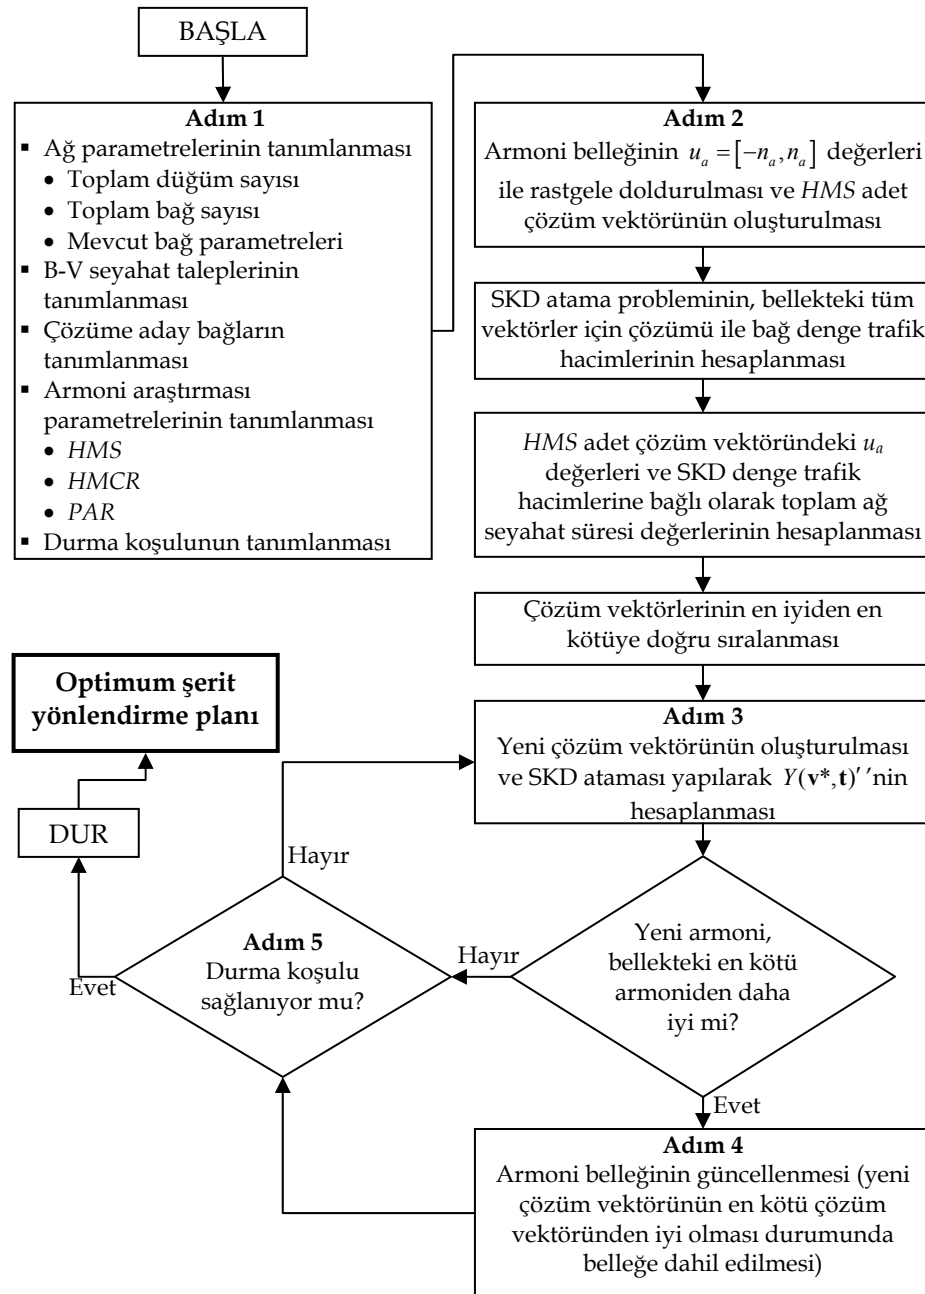 BAŞLA
Adım 1
▪ Ağ parametrelerinin tanımlanması
• Toplam düğüm sayısı
• Toplam bağ sayısı
• Mevcut bağ parametreleri
▪ B-V seyahat taleplerinin
tanımlanması
▪ Çözüme aday bağların
tanımlanması
▪ Armoni araştırması
parametrelerinin tanımlanması
• HMS
• HMCR
• PAR
▪ Durma koşulunun tanımlanması
Adım 2
Armoni belleğinin u_a = [−n_a, n_a] değerleri
ile rastgele doldurulması ve HMS adet
çözüm vektörünün oluşturulması
SKD atama probleminin, bellekteki tüm
vektörler için çözümü ile bağ denge trafik
hacimlerinin hesaplanması
HMS adet çözüm vektöründeki u_a
değerleri ve SKD denge trafik
hacimlerine bağlı olarak toplam ağ
seyahat süresi değerlerinin hesaplanması
Çözüm vektörlerinin en iyiden en
kötüye doğru sıralanması
Adım 3
Yeni çözüm vektörünün oluşturulması
ve SKD ataması yapılarak Y(v*,t)′ ’nin
hesaplanması
Yeni armoni,
bellekteki en kötü
armoniden daha
iyi mi?
Hayır
Evet
Adım 4
Armoni belleğinin güncellenmesi (yeni
çözüm vektörünün en kötü çözüm
vektöründen iyi olması durumunda
belleğe dahil edilmesi)
Adım 5
Durma koşulu
sağlanıyor mu?
Hayır
Evet
DUR
Optimum şerit
yönlendirme planı